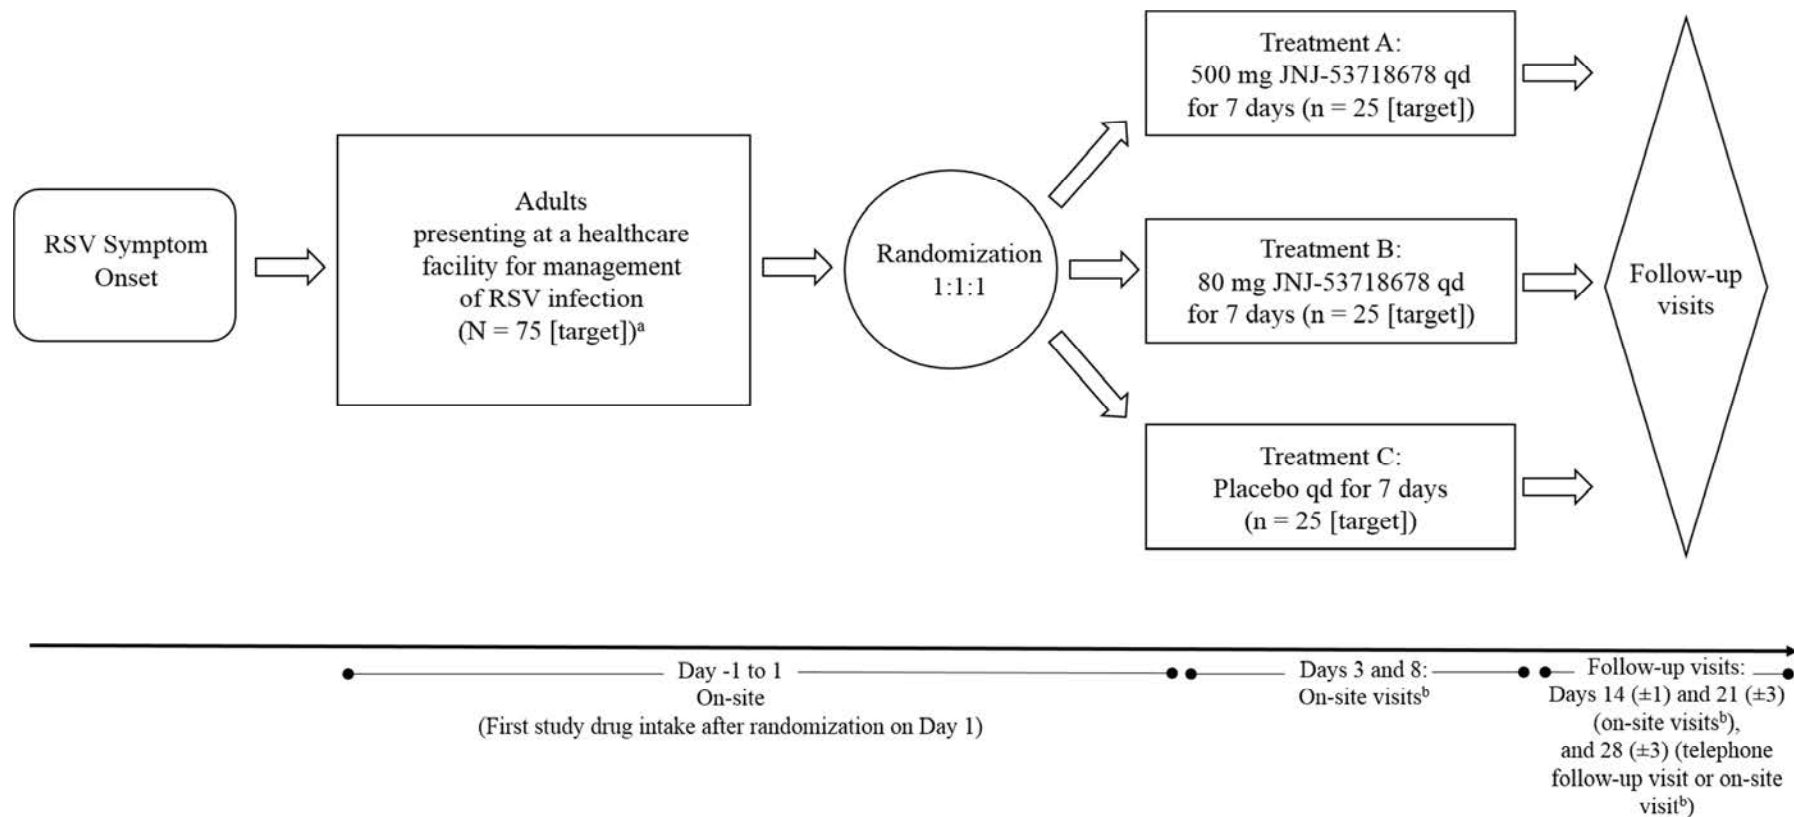 RSV Symptom
Onset
Adults
presenting at a healthcare
facility for management
of RSV infection
(N = 75 [target])ᵃ
Randomization
1:1:1
Treatment A:
500 mg JNJ-53718678 qd
for 7 days (n = 25 [target])
Treatment B:
80 mg JNJ-53718678 qd
for 7 days (n = 25 [target])
Treatment C:
Placebo qd for 7 days
(n = 25 [target])
Follow-up
visits
Day -1 to 1
On-site
(First study drug intake after randomization on Day 1)
Days 3 and 8:
On-site visitsᵇ
Follow-up visits:
Days 14 (±1) and 21 (±3)
(on-site visitsᵇ),
and 28 (±3) (telephone
follow-up visit or on-site
visitᵇ)